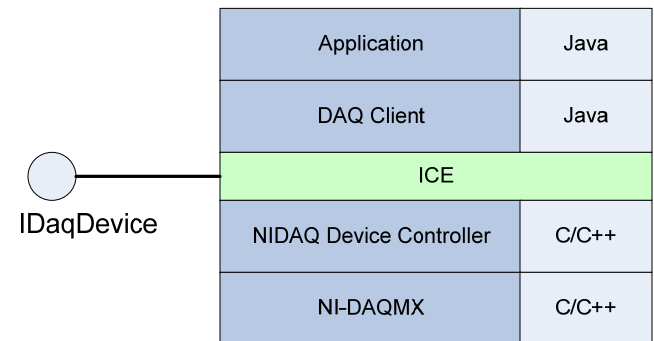 Application Java
DAQ Client Java
ICE
IDaqDevice
NIDAQ Device Controller C/C++
NI-DAQMX C/C++